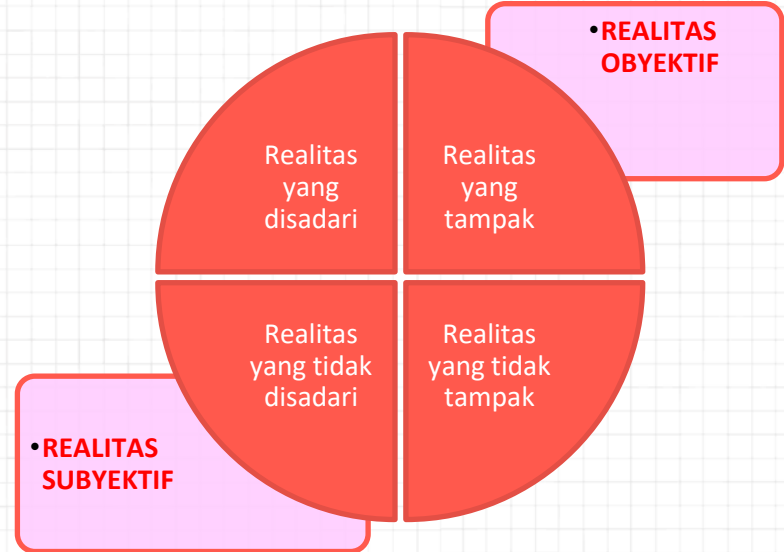 •REALITAS
OBYEKTIF
Realitas
yang
disadari
Realitas
yang
tampak
Realitas
yang tidak
disadari
Realitas
yang tidak
tampak
•REALITAS
SUBYEKTIF